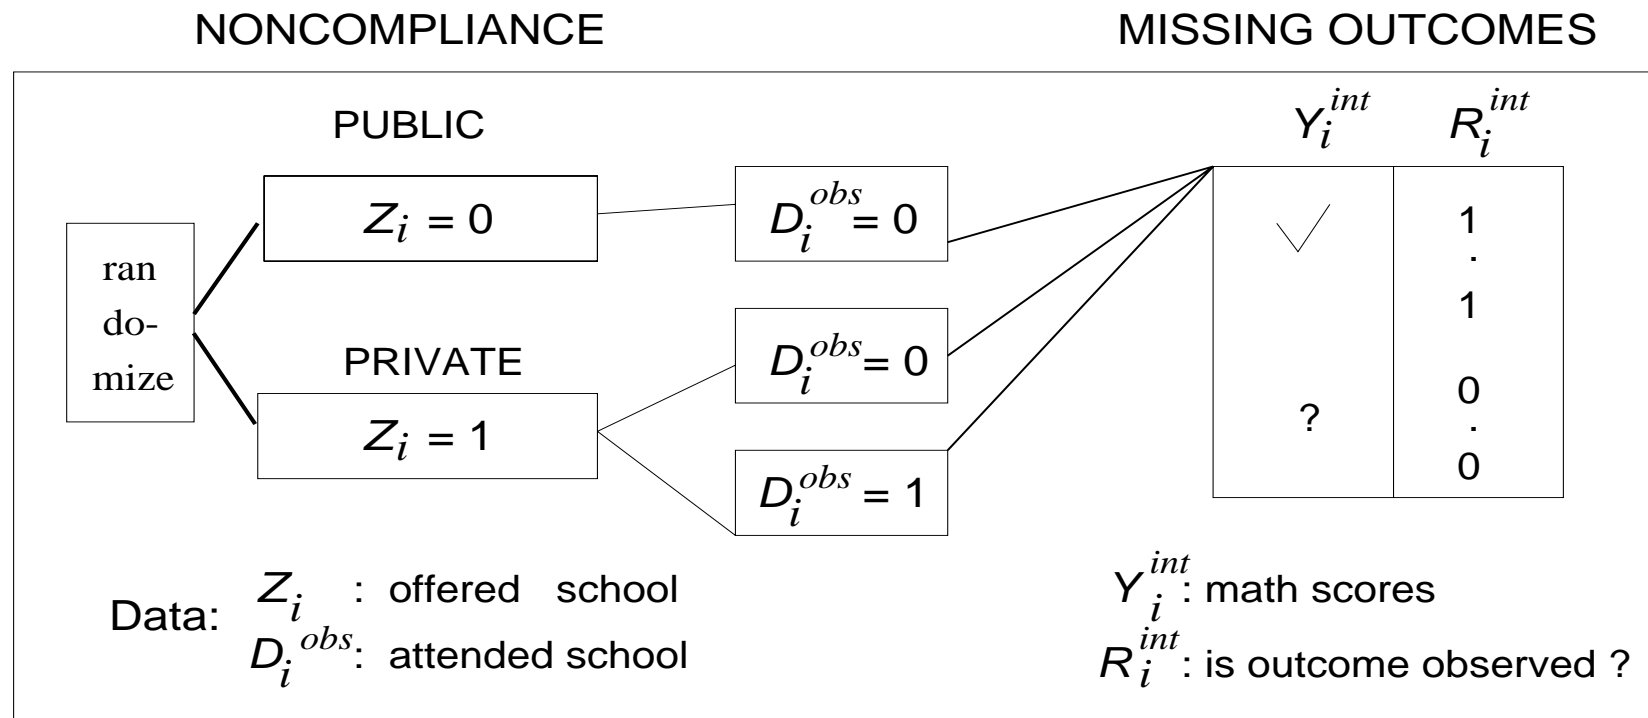 NONCOMPLIANCE
MISSING OUTCOMES
PUBLIC
Z_i = 0
D_i^{obs} = 0
ran
do-
mize
PRIVATE
Z_i = 1
D_i^{obs} = 0
D_i^{obs} = 1
Y_i^{int} R_i^{int}
1
.
1
?
0
.
0
Data:
Z_i : offered school
D_i^{obs}: attended school
Y_i^{int}: math scores
R_i^{int}: is outcome observed ?